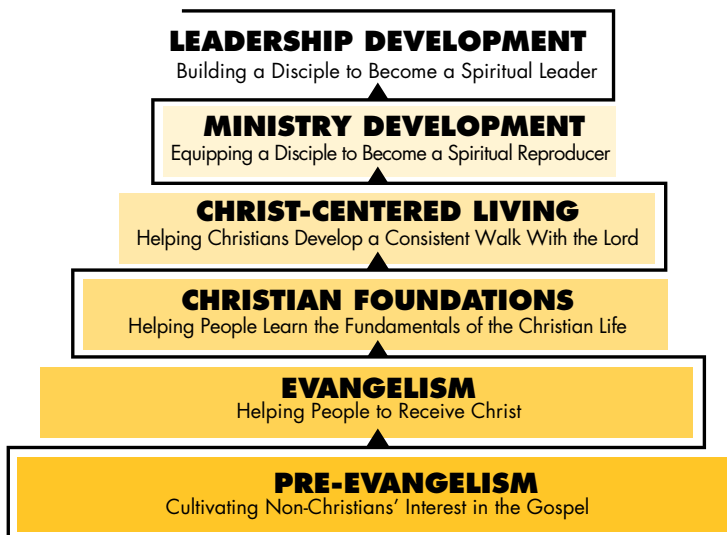 LEADERSHIP DEVELOPMENT
Building a Disciple to Become a Spiritual Leader
MINISTRY DEVELOPMENT
Equipping a Disciple to Become a Spiritual Reproducer
CHRIST-CENTERED LIVING
Helping Christians Develop a Consistent Walk With the Lord
CHRISTIAN FOUNDATIONS
Helping People Learn the Fundamentals of the Christian Life
EVANGELISM
Helping People to Receive Christ
PRE-EVANGELISM
Cultivating Non-Christians’ Interest in the Gospel